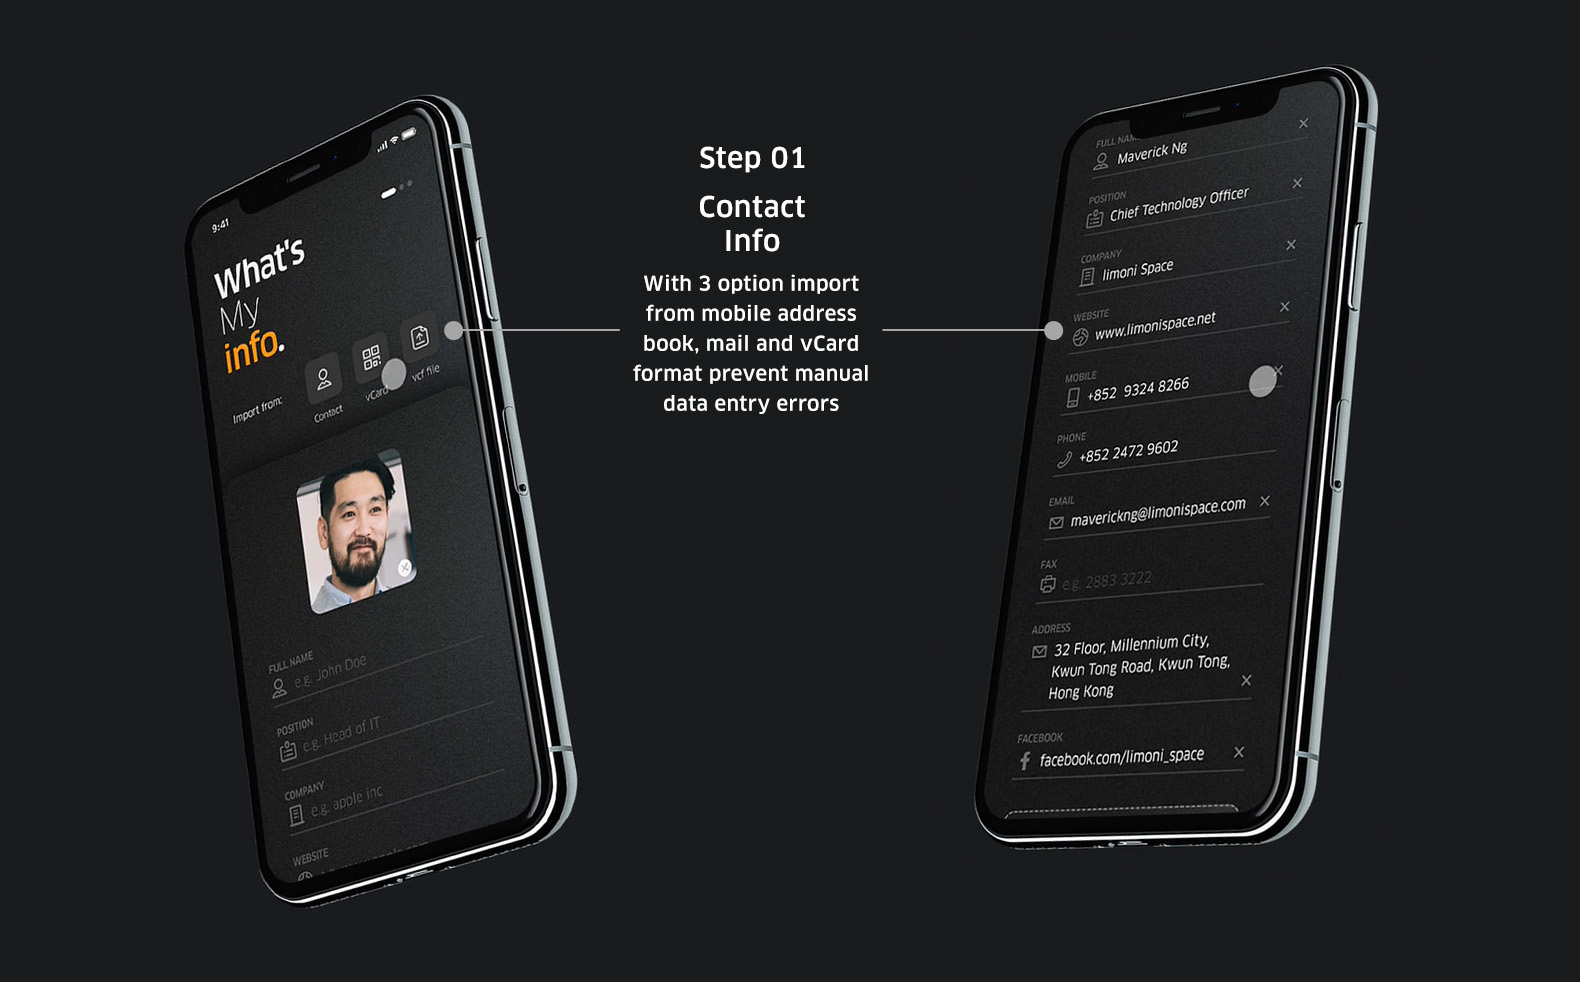 9:41
What's
My
info.
Import from:
Contact
vCard
vcf file
FULL NAME
e.g. John Doe
POSITION
e.g. Head of IT
COMPANY
e.g. apple inc
WEBSITE
Step 01
Contact
Info
With 3 option import
from mobile address
book, mail and vCard
format prevent manual
data entry errors
FULL NAME
Maverick Ng
POSITION
Chief Technology Officer
COMPANY
limoni Space
WEBSITE
www.limonispace.net
MOBILE
+852 9324 8266
PHONE
+852 2472 9602
EMAIL
maverickng@limonispace.com
FAX
e.g. 2883 3222
ADDRESS
32 Floor, Millennium City,
Kwun Tong Road, Kwun Tong,
Hong Kong
FACEBOOK
facebook.com/limoni_space